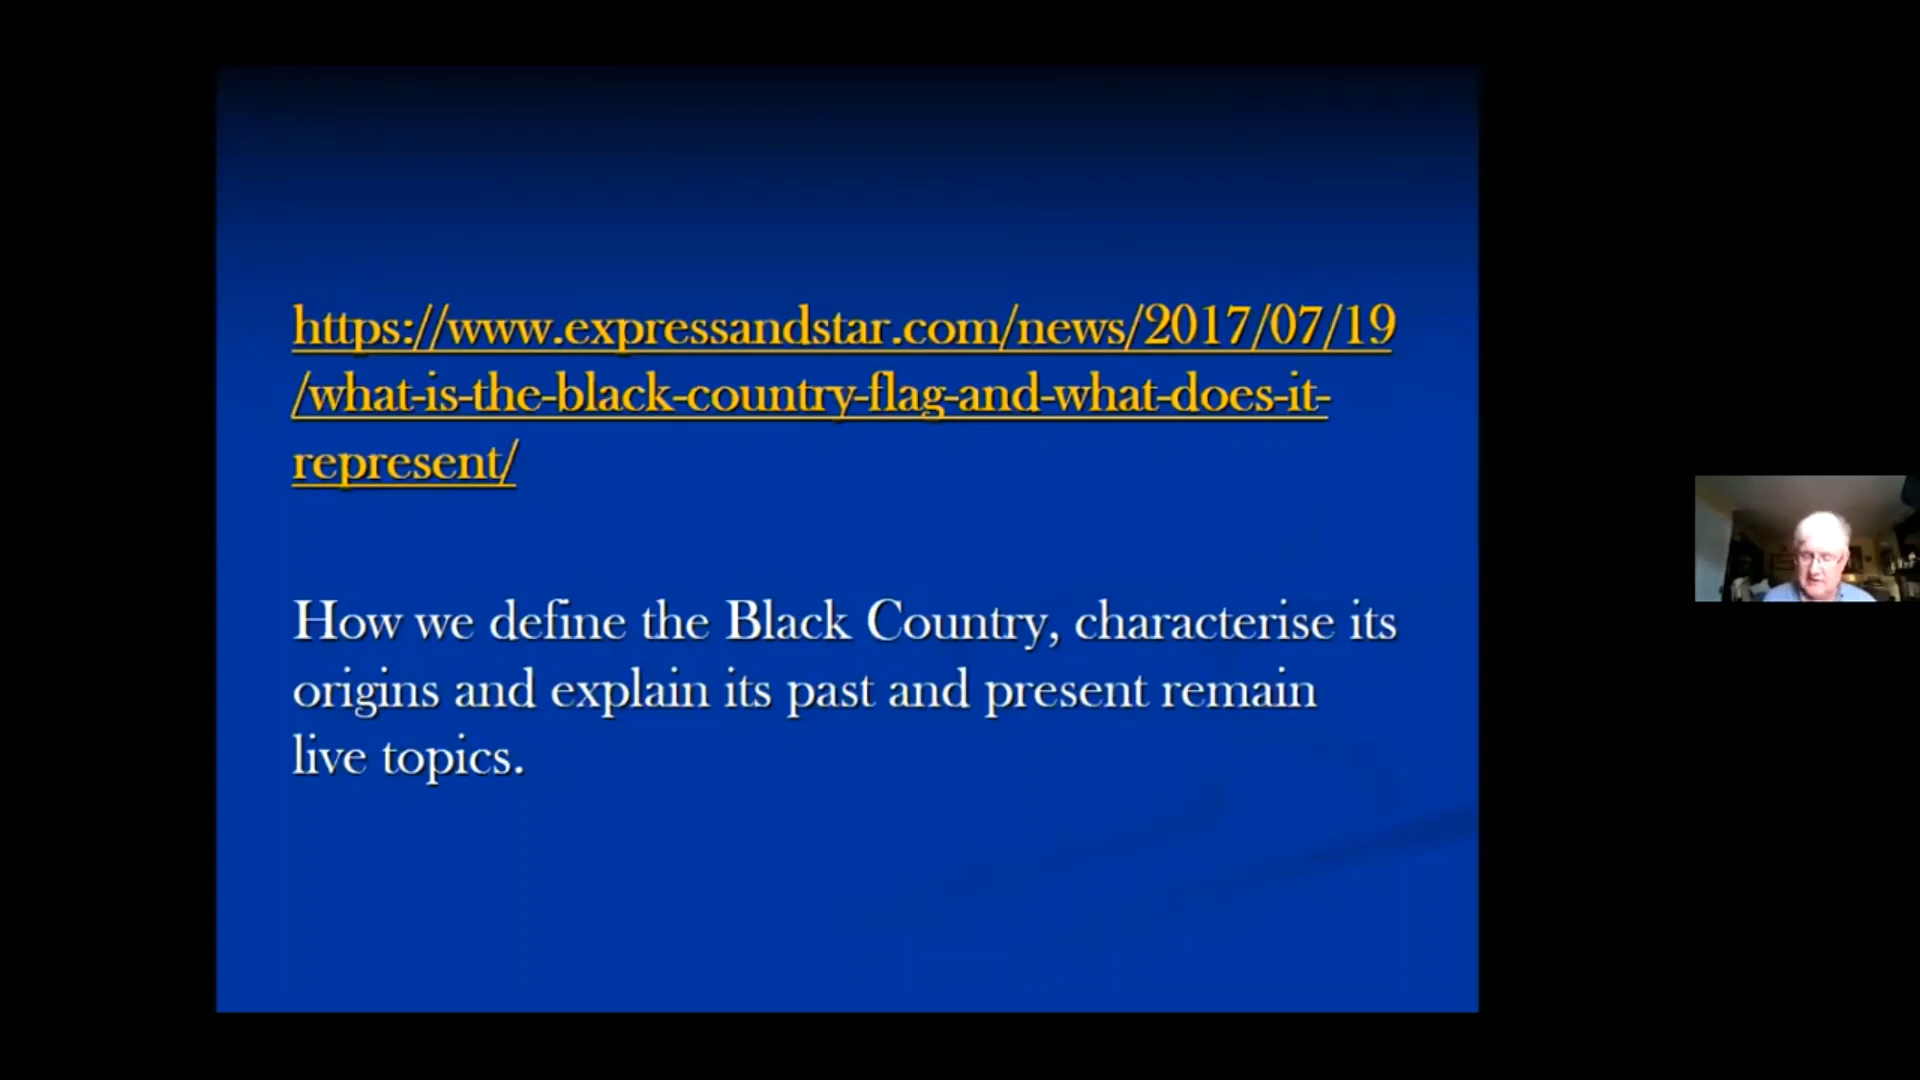 https://www.expressandstar.com/news/2017/07/19
/what-is-the-black-country-flag-and-what-does-it-
represent/
How we define the Black Country, characterise its
origins and explain its past and present remain
live topics.